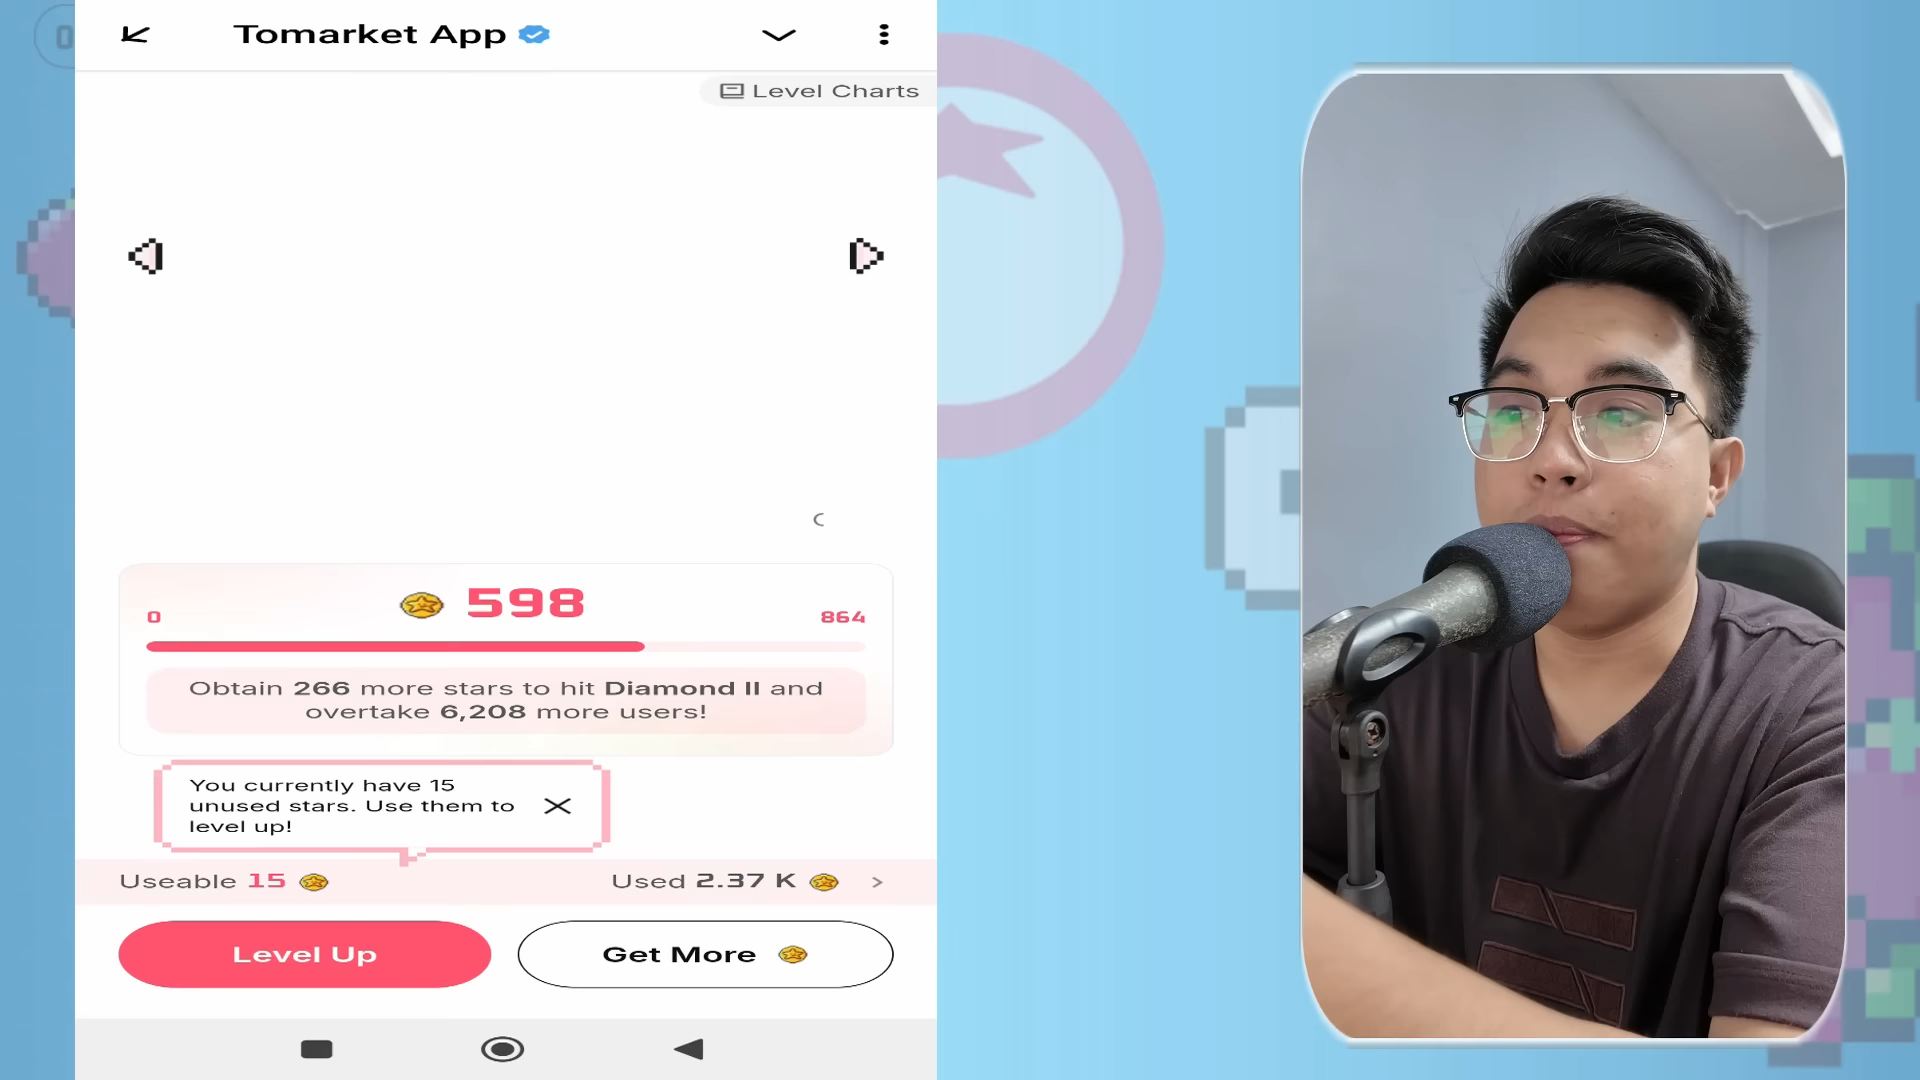 Tomarket App
Level Charts
0
598
864
Obtain 266 more stars to hit Diamond II and
overtake 6,208 more users!
You currently have 15
unused stars. Use them to
level up!
Useable 15
Used 2.37 K
Level Up
Get More